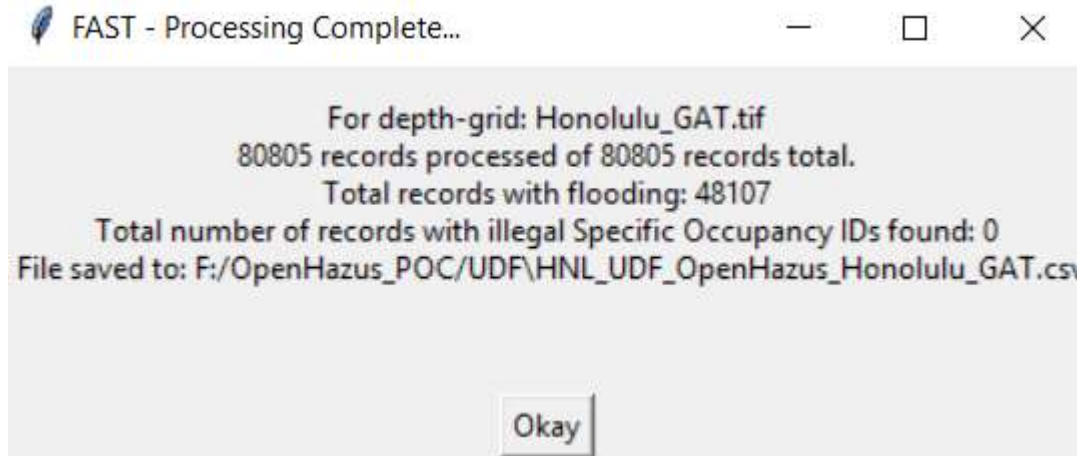 FAST - Processing Complete...
For depth-grid: Honolulu_GAT.tif
80805 records processed of 80805 records total.
Total records with flooding: 48107
Total number of records with illegal Specific Occupancy IDs found: 0
File saved to: F:/OpenHazus_POC/UDF\HNL_UDF_OpenHazus_Honolulu_GAT.csv
Okay